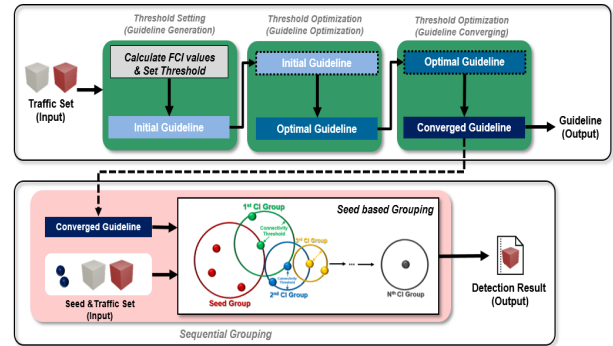 Threshold Setting
(Guideline Generation)
Threshold Optimization
(Guideline Optimization)
Threshold Optimization
(Guideline Converging)
Calculate FCI values
& Set Threshold
Initial Guideline
Initial Guideline
Optimal Guideline
Optimal Guideline
Converged Guideline
Traffic Set
(Input)
Guideline
(Output)
Converged Guideline
Seed &Traffic Set
(Input)
Seed based Grouping
1st CI Group
Connectivity
Threshold
3rd CI Group
Connectivity
Threshold
2nd CI Group
Seed Group
...
Nth CI Group
Detection Result
(Output)
Sequential Grouping